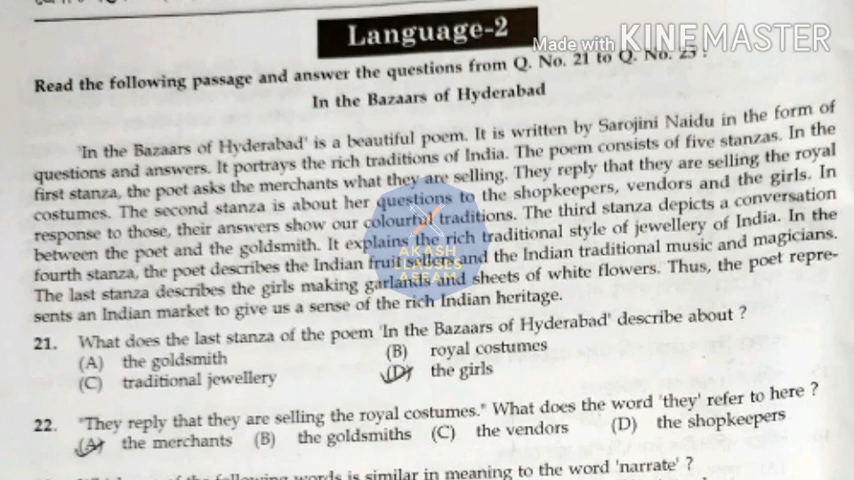 Language-2
Made with KINEMASTER
Read the following passage and answer the questions from Q. No. 21 to Q. No. 25 :
In the Bazaars of Hyderabad
'In the Bazaars of Hyderabad' is a beautiful poem. It is written by Sarojini Naidu in the form of
questions and answers. It portrays the rich traditions of India. The poem consists of five stanzas. In the
first stanza, the poet asks the merchants what they are selling. They reply that they are selling the royal
costumes. The second stanza is about her questions to the shopkeepers, vendors and the girls. In
response to those, their answers show our colourful traditions. The third stanza depicts a conversation
between the poet and the goldsmith. It explains the rich traditional style of jewellery of India. In the
fourth stanza, the poet describes the Indian fruit sellers and the Indian traditional music and magicians.
The last stanza describes the girls making garlands and sheets of white flowers. Thus, the poet repre-
sents an Indian market to give us a sense of the rich Indian heritage.
AKASH
CLASSES
ASSAM
21. What does the last stanza of the poem 'In the Bazaars of Hyderabad' describe about ?
(A) the goldsmith (B) royal costumes
(C) traditional jewellery (D) the girls
22. "They reply that they are selling the royal costumes." What does the word 'they' refer to here ?
(A) the merchants (B) the goldsmiths (C) the vendors (D) the shopkeepers
of the following words is similar in meaning to the word 'narrate' ?